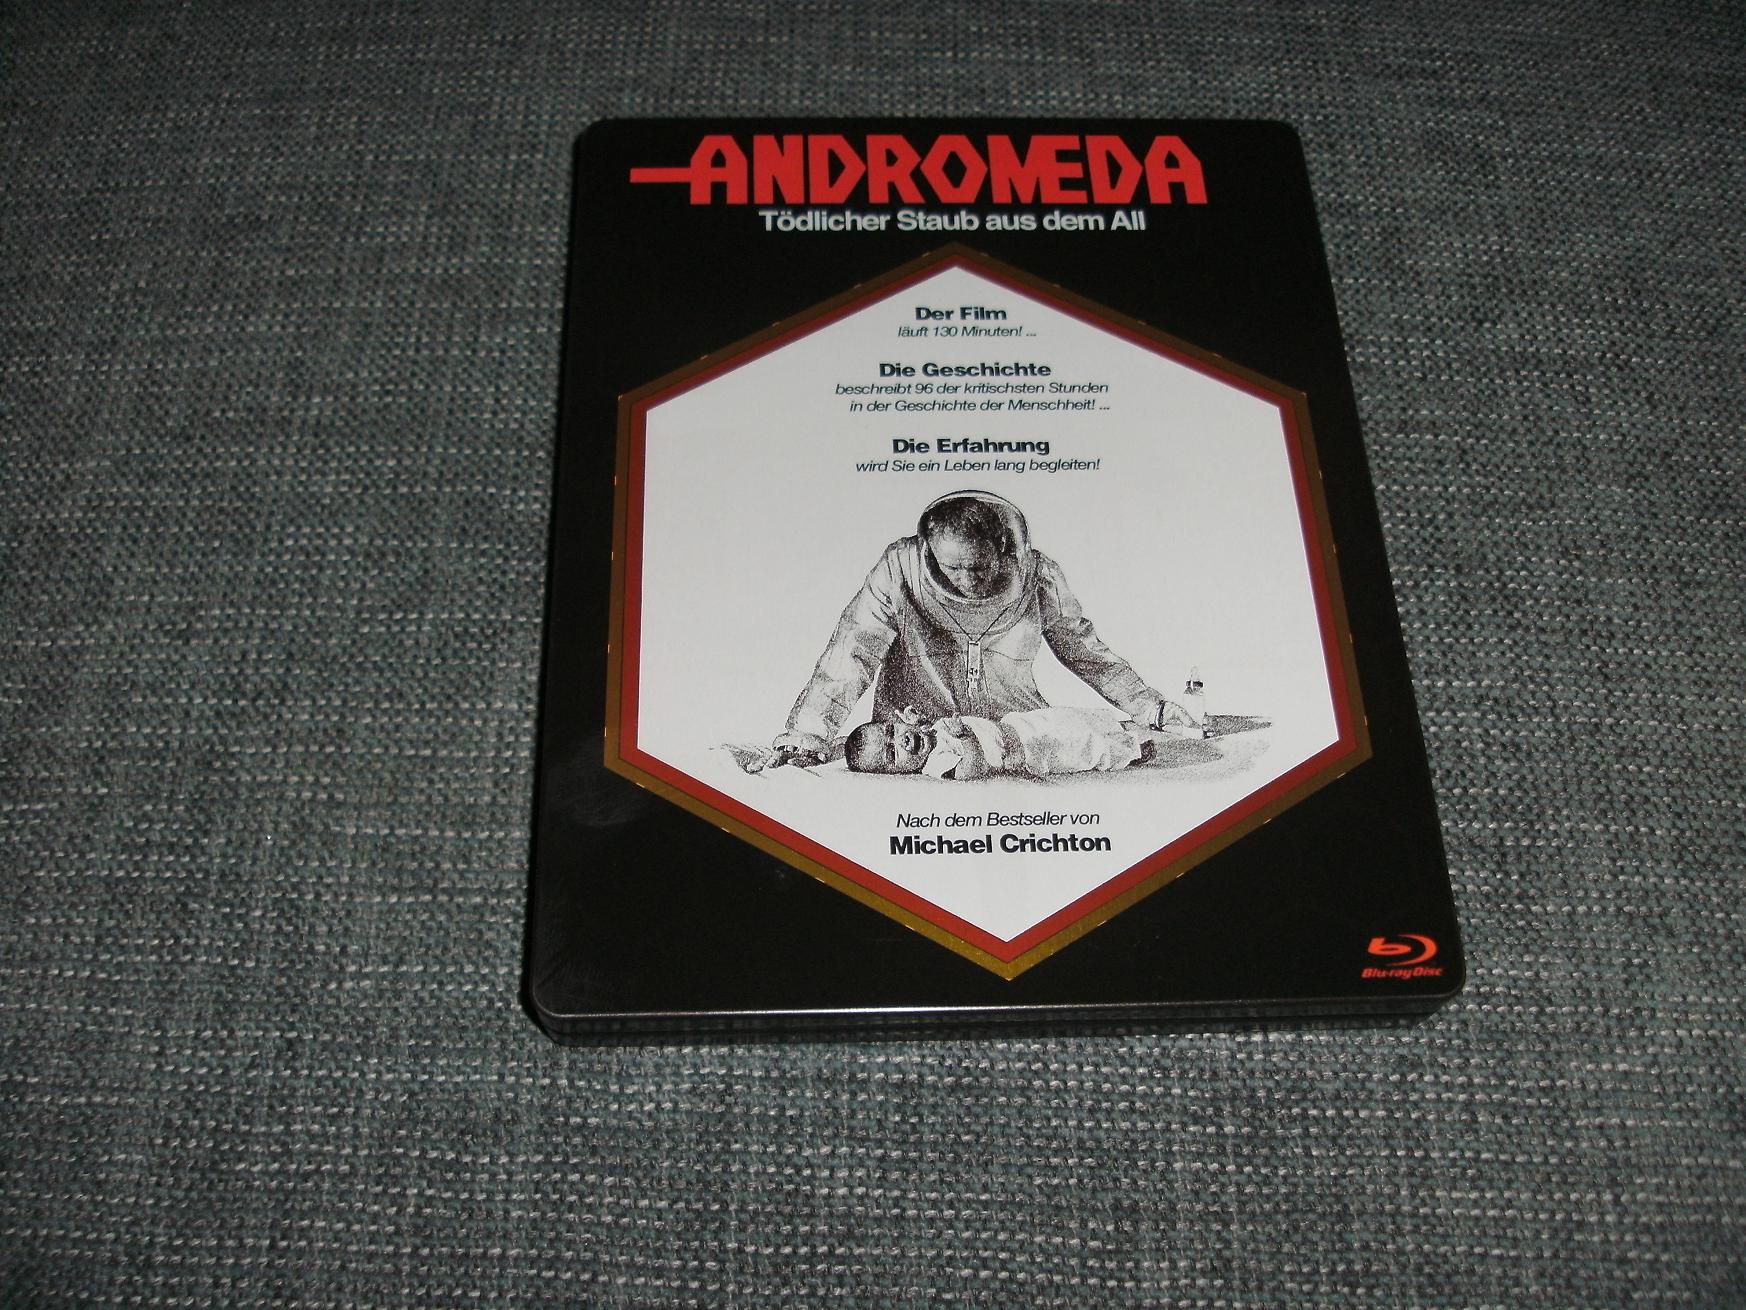 ANDROMEDA
Tödlicher Staub aus dem All
Der Film
läuft 130 Minuten! ...
Die Geschichte
beschreibt 96 der kritischsten Stunden
in der Geschichte der Menschheit! ...
Die Erfahrung
wird Sie ein Leben lang begleiten!
Nach dem Bestseller von
Michael Crichton
Blu-ray Disc